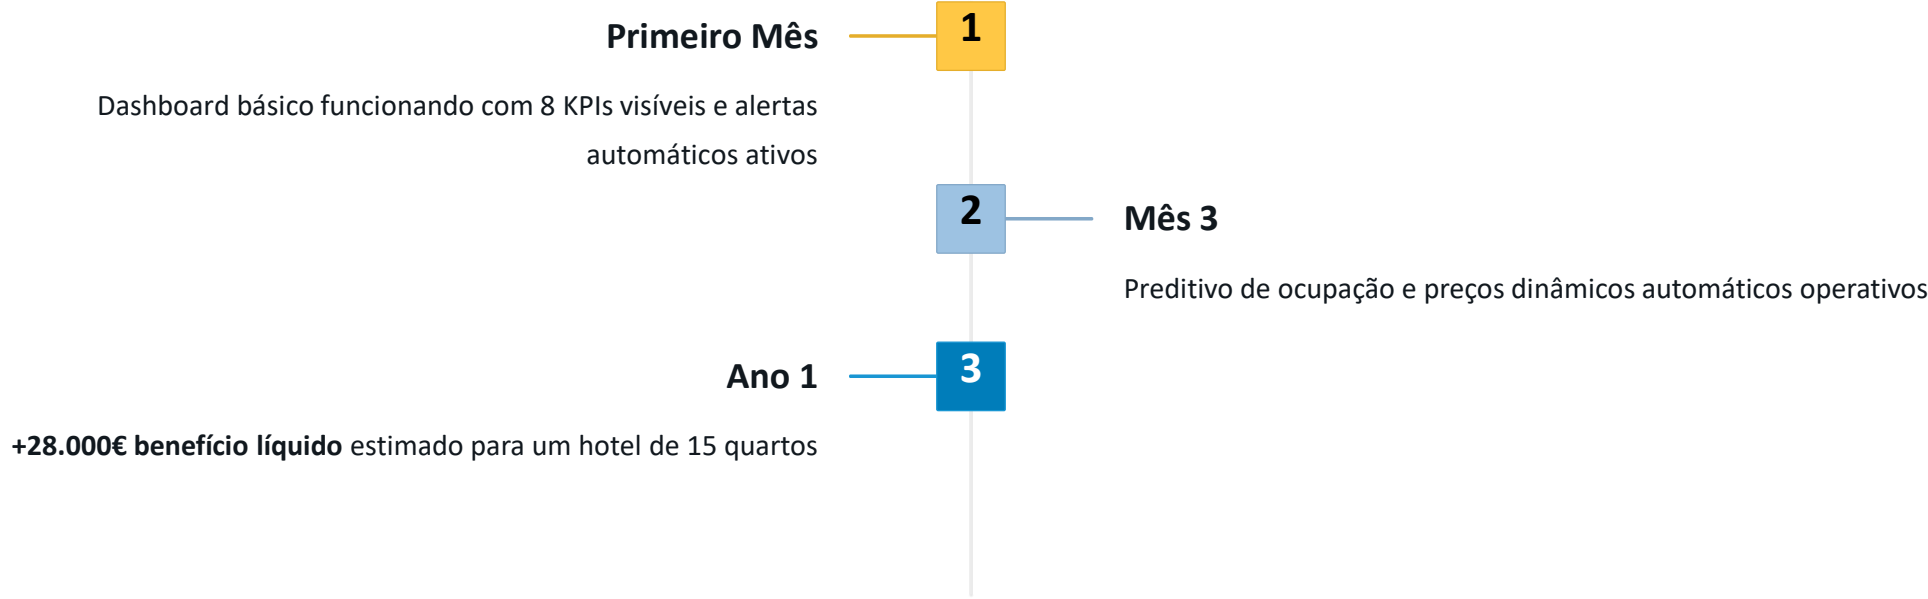 Primeiro Mês
1
Dashboard básico funcionando com 8 KPIs visíveis e alertas
automáticos ativos
2
Mês 3
Preditivo de ocupação e preços dinâmicos automáticos operativos
Ano 1
3
+28.000€ benefício líquido estimado para um hotel de 15 quartos